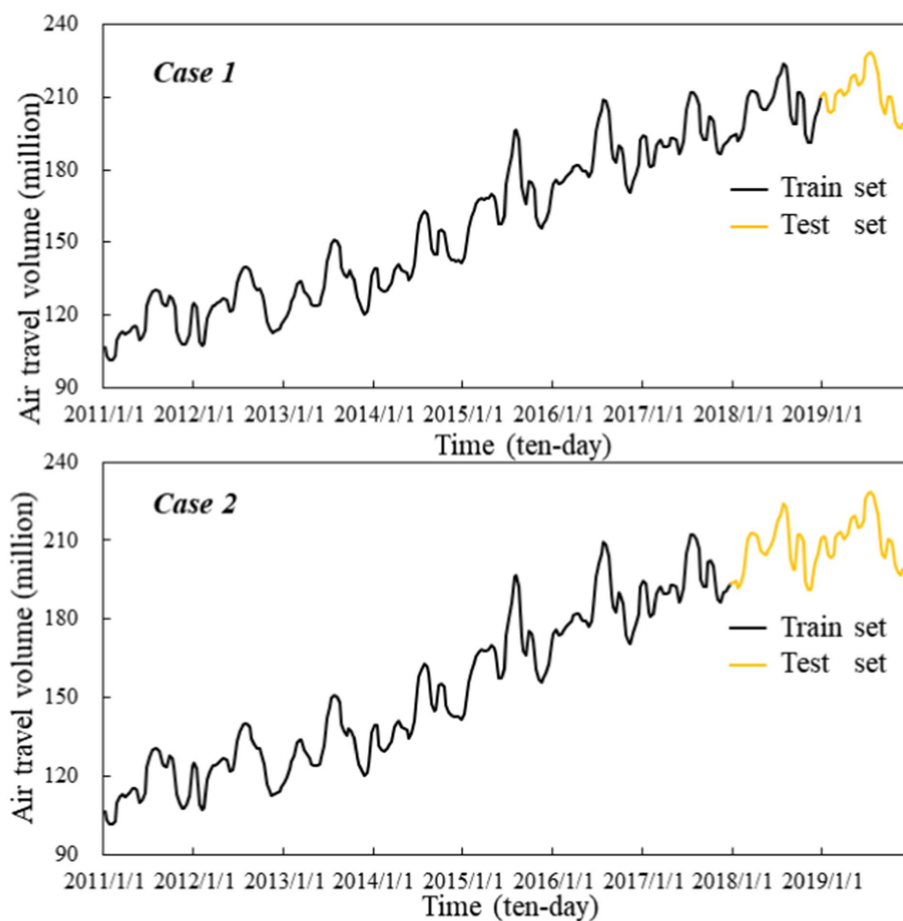 240
Case 1
210
180
Train set
Test set
150
120
90
Air travel volume (million)
2011/1/1 2012/1/1 2013/1/1 2014/1/1 2015/1/1 2016/1/1 2017/1/1 2018/1/1 2019/1/1
Time (ten-day)
240
Case 2
210
180
Train set
Test set
150
120
90
Air travel volume (million)
2011/1/1 2012/1/1 2013/1/1 2014/1/1 2015/1/1 2016/1/1 2017/1/1 2018/1/1 2019/1/1
Time (ten-day)